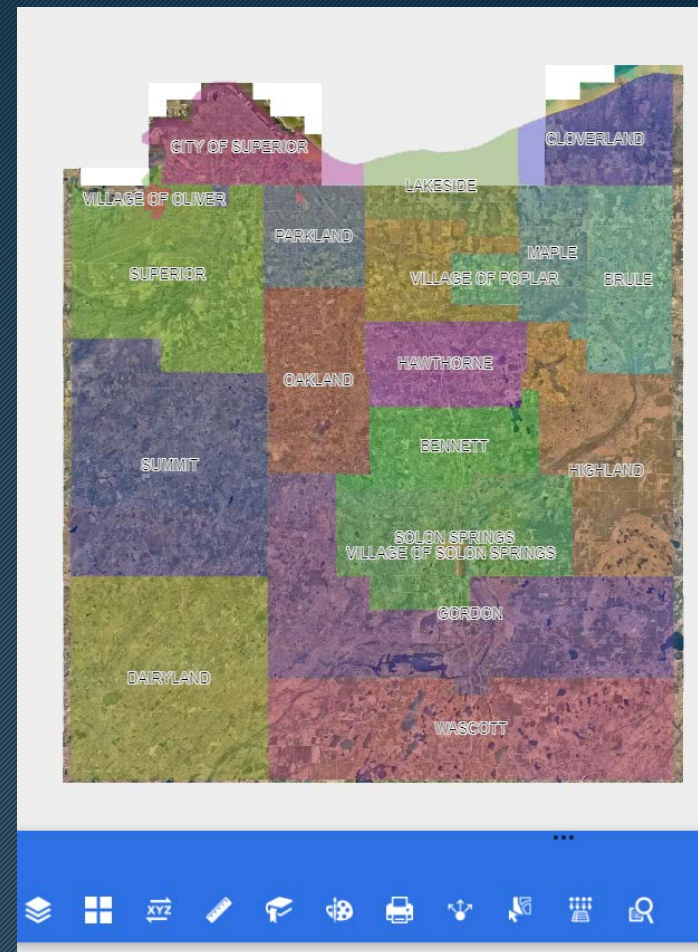 CITY OF SUPERIOR
CLOVERLAND
LAKESIDE
VILLAGE OF OLIVER
PARKLAND
MAPLE
SUPERIOR
VILLAGE OF POPLAR
BRULE
HAWTHORNE
OAKLAND
BENNETT
SUMMIT
HIGHLAND
SOLON SPRINGS
VILLAGE OF SOLON SPRINGS
GORDON
DAIRYLAND
WASCOTT
XYZ